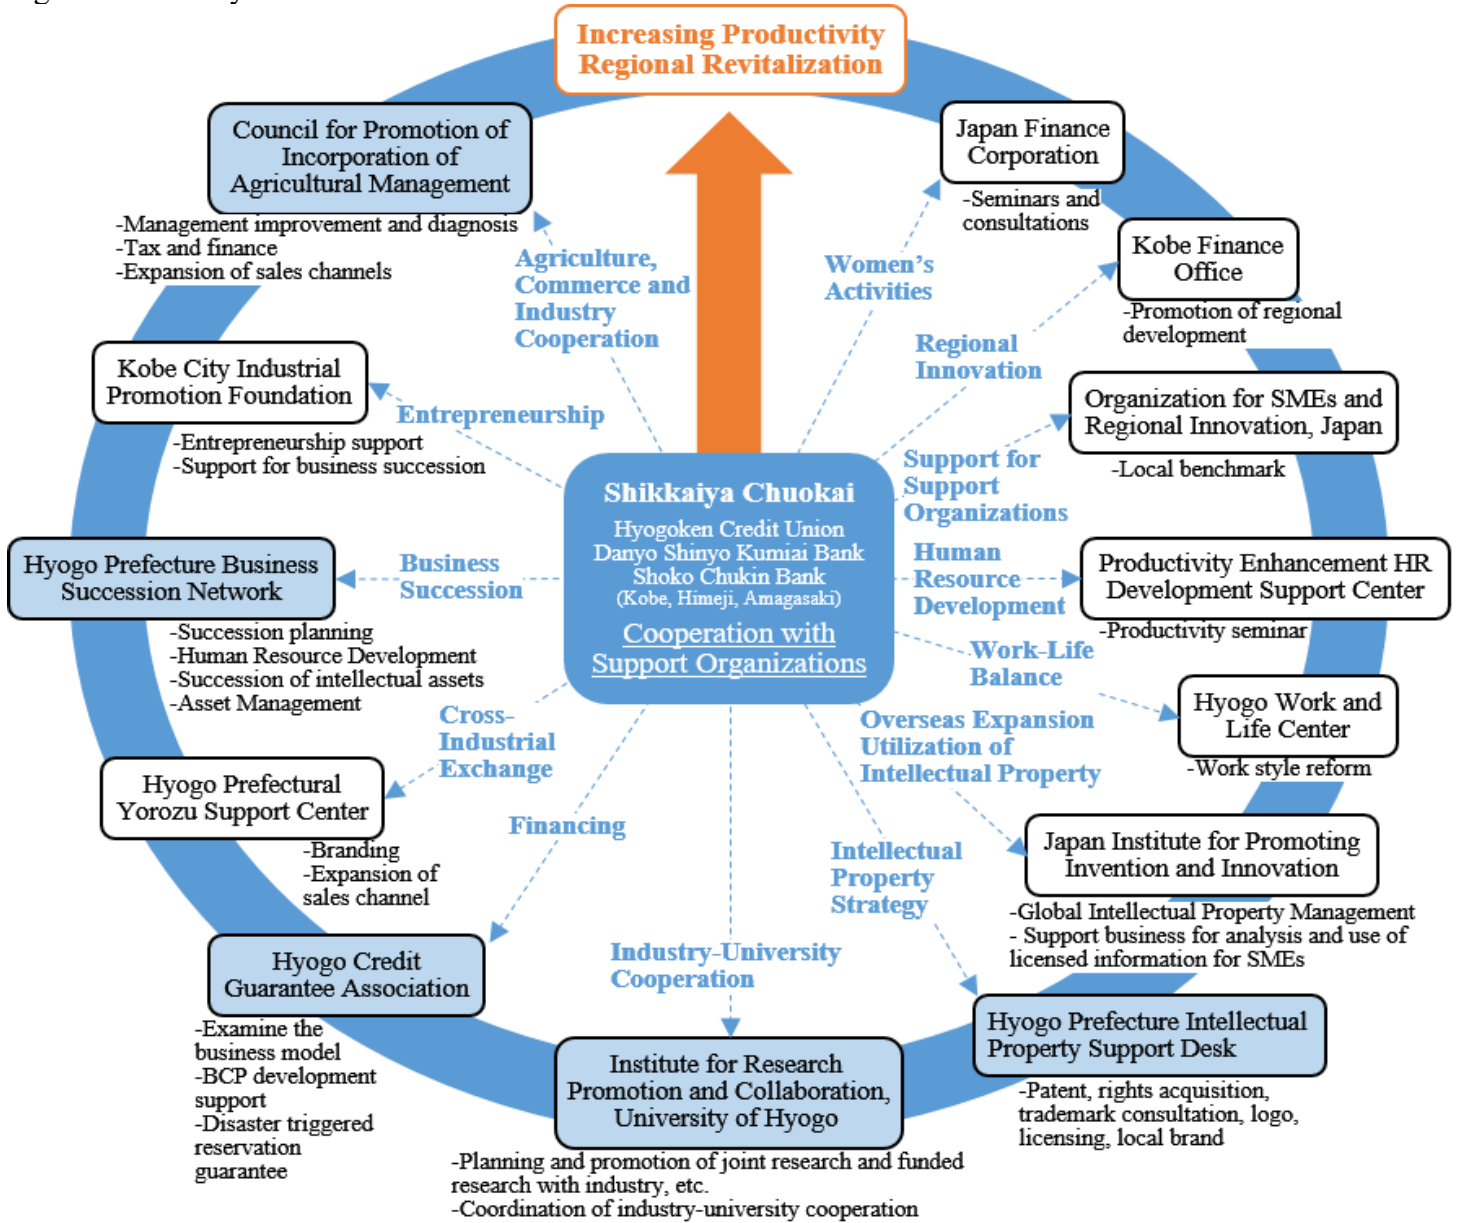 Increasing Productivity
Regional Revitalization
Council for Promotion of
Incorporation of
Agricultural Management
-Management improvement and diagnosis
-Tax and finance
-Expansion of sales channels
Agriculture,
Commerce and
Industry
Cooperation
Women's
Activities
Japan Finance
Corporation
-Seminars and
consultations
Kobe Finance
Office
-Promotion of regional
development
Regional
Innovation
Kobe City Industrial
Promotion Foundation
-Entrepreneurship support
-Support for business succession
Entrepreneurship
Organization for SMEs and
Regional Innovation, Japan
-Local benchmark
Support for
Support
Organizations
Shikkaiya Chuokai
Hyogoken Credit Union
Danyo Shinyo Kumiai Bank
Shoko Chukin Bank
(Kobe, Himeji, Amagasaki)
Cooperation with
Support Organizations
Hyogo Prefecture Business
Succession Network
-Succession planning
-Human Resource Development
-Succession of intellectual assets
-Asset Management
Business
Succession
Human
Resource
Development
Productivity Enhancement HR
Development Support Center
-Productivity seminar
Work-Life
Balance
Hyogo Work and
Life Center
-Work style reform
Cross-
Industrial
Exchange
Hyogo Prefectural
Yorozu Support Center
-Branding
-Expansion of
sales channel
Overseas Expansion
Utilization of
Intellectual Property
Japan Institute for Promoting
Invention and Innovation
-Global Intellectual Property Management
- Support business for analysis and use of
licensed information for SMEs
Financing
Hyogo Credit
Guarantee Association
-Examine the
business model
-BCP development
support
-Disaster triggered
reservation
guarantee
Intellectual
Property
Strategy
Hyogo Prefecture Intellectual
Property Support Desk
-Patent, rights acquisition,
trademark consultation, logo,
licensing, local brand
Industry-University
Cooperation
Institute for Research
Promotion and Collaboration,
University of Hyogo
-Planning and promotion of joint research and funded
research with industry, etc.
-Coordination of industry-university cooperation